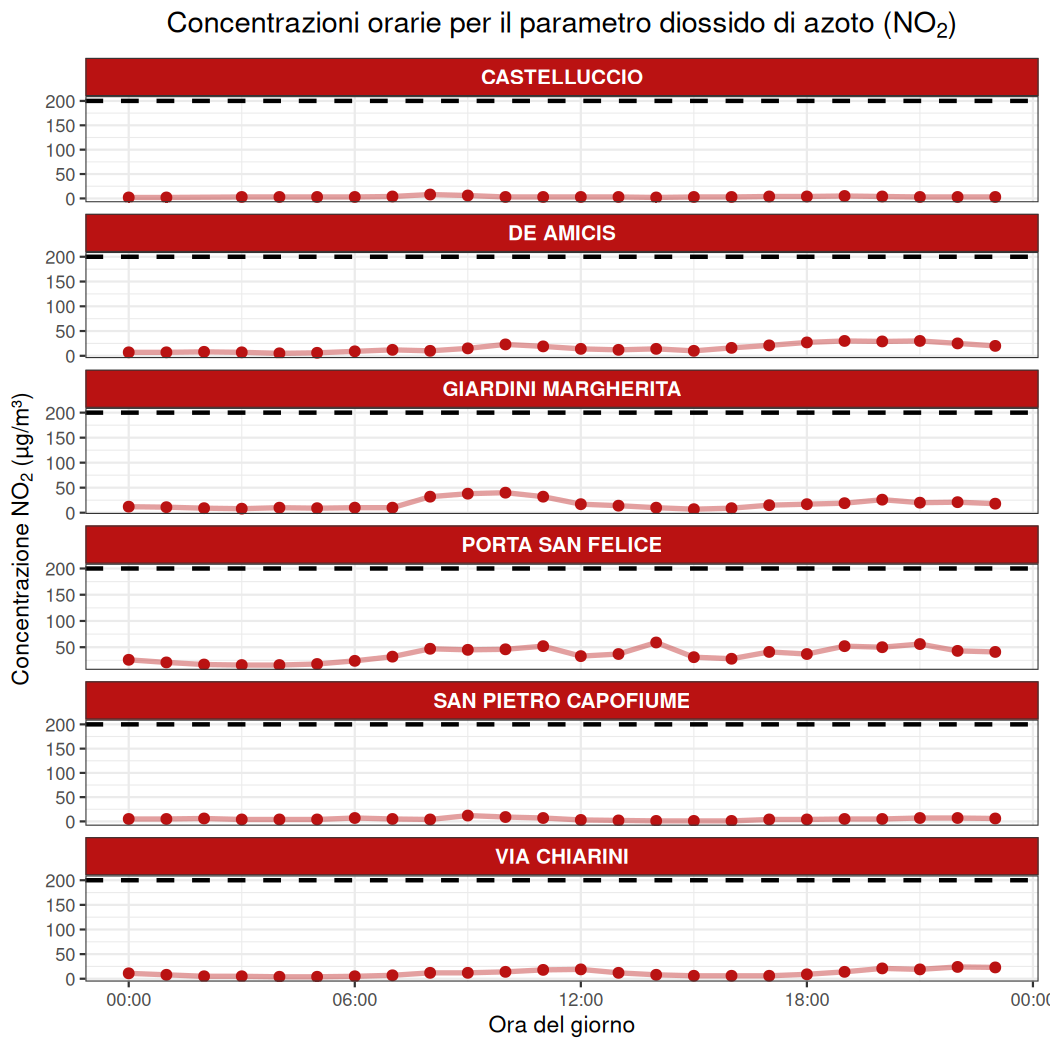 Concentrazioni orarie per il parametro diossido di azoto (NO₂)
Concentrazione NO₂ (µg/m³)
CASTELLUCCIO
200
150
100
50
0
DE AMICIS
200
150
100
50
0
GIARDINI MARGHERITA
200
150
100
50
0
PORTA SAN FELICE
200
150
100
50
SAN PIETRO CAPOFIUME
200
150
100
50
0
VIA CHIARINI
200
150
100
50
0
00:00 06:00 12:00 18:00 00:0
Ora del giorno